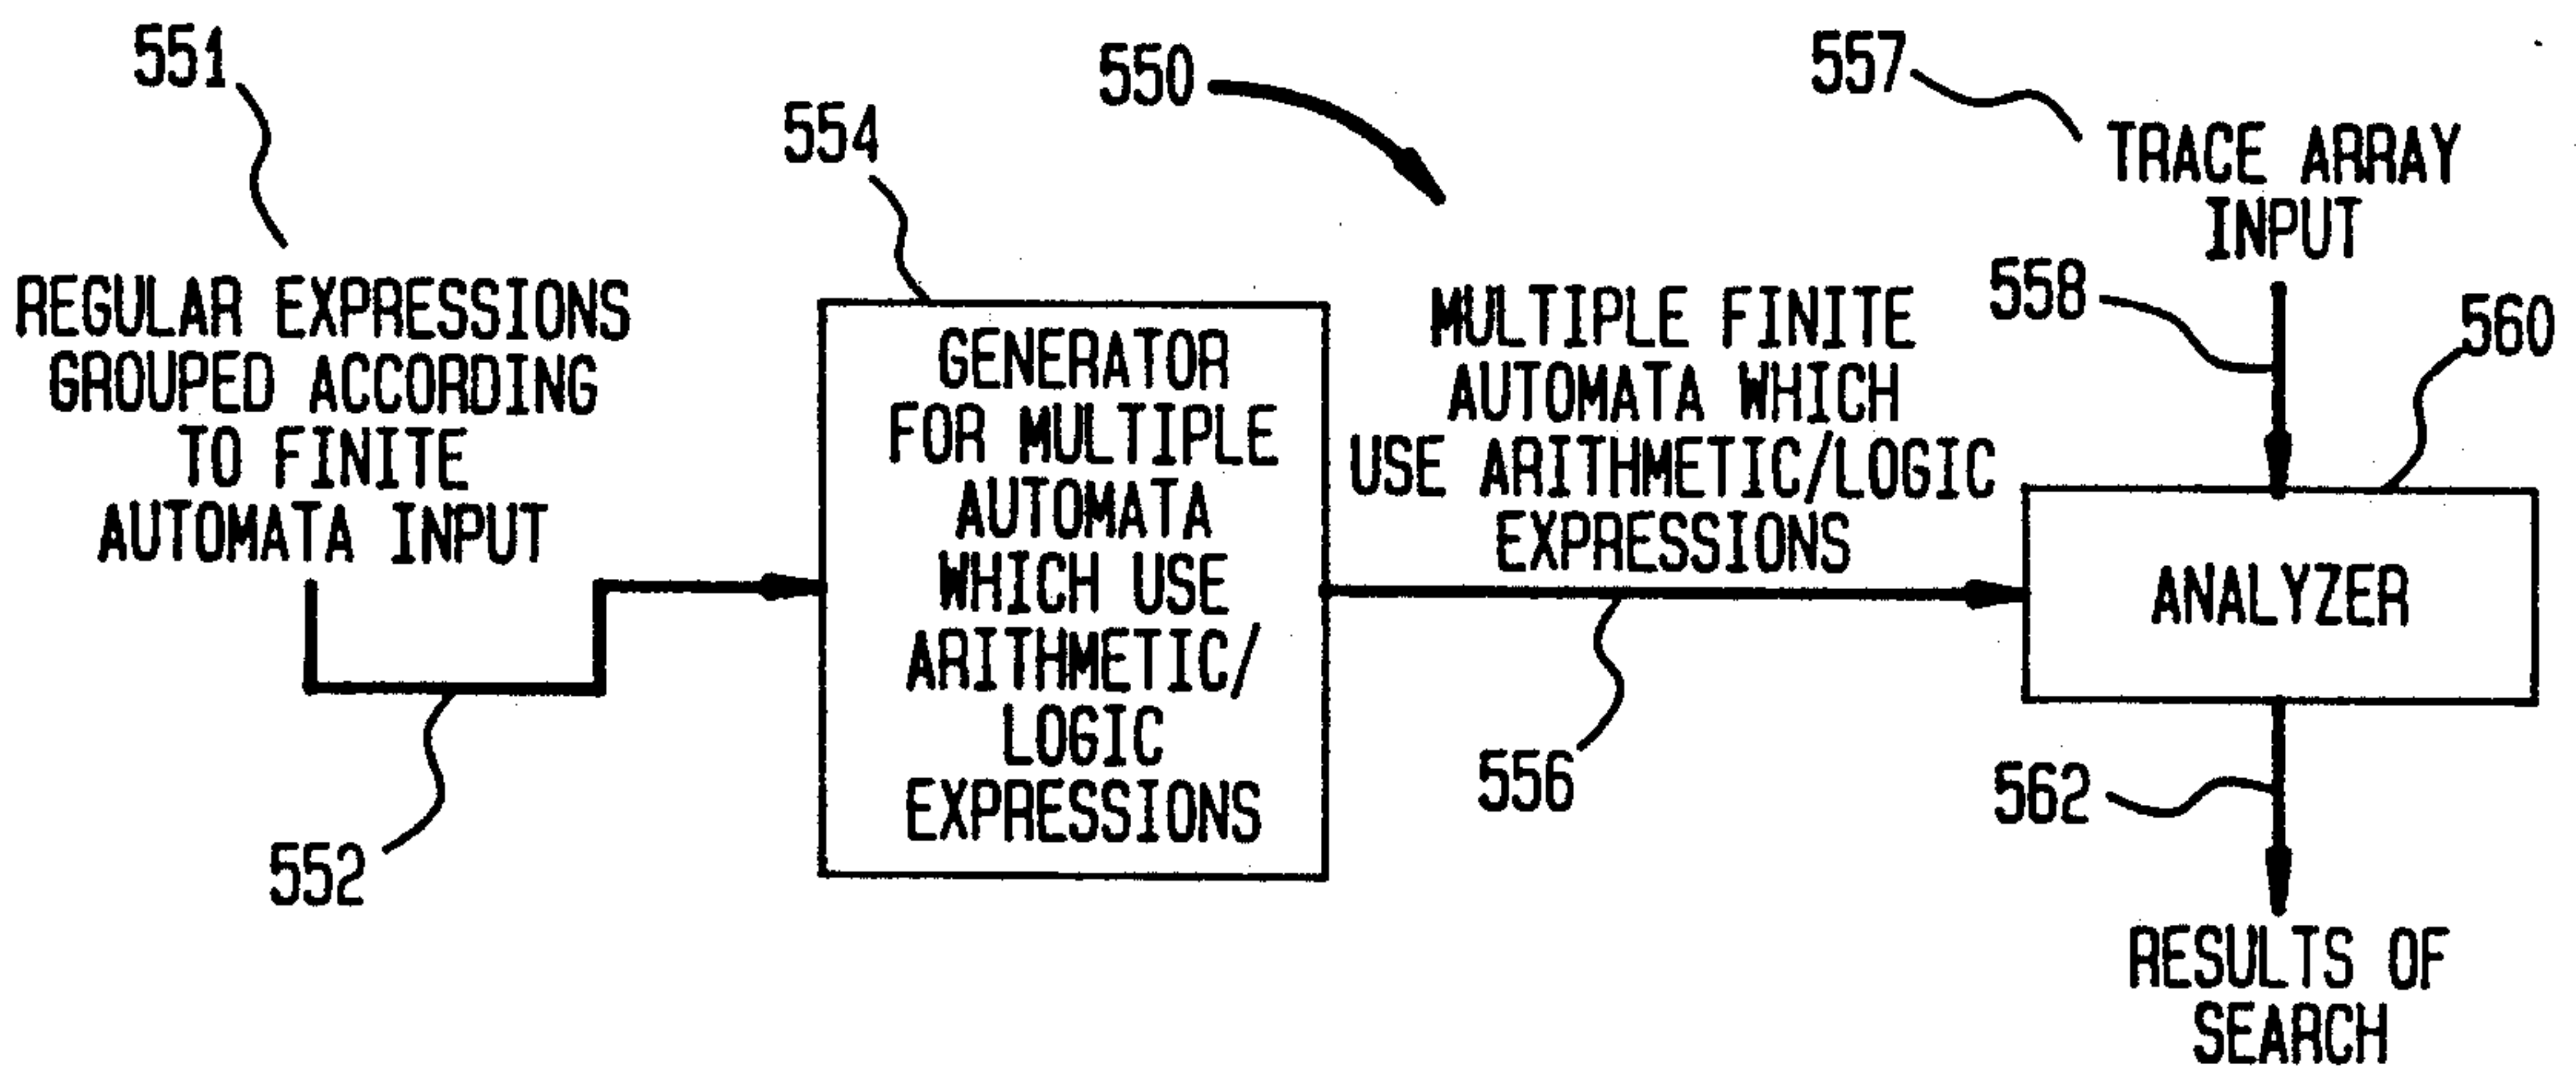 551
REGULAR EXPRESSIONS
GROUPED ACCORDING
TO FINITE
AUTOMATA INPUT
552
554
GENERATOR
FOR MULTIPLE
AUTOMATA
WHICH USE
ARITHMETIC/
LOGIC
EXPRESSIONS
550
MULTIPLE FINITE
AUTOMATA WHICH
USE ARITHMETIC/LOGIC
EXPRESSIONS
556
557
TRACE ARRAY
INPUT
558
560
ANALYZER
562
RESULTS OF
SEARCH